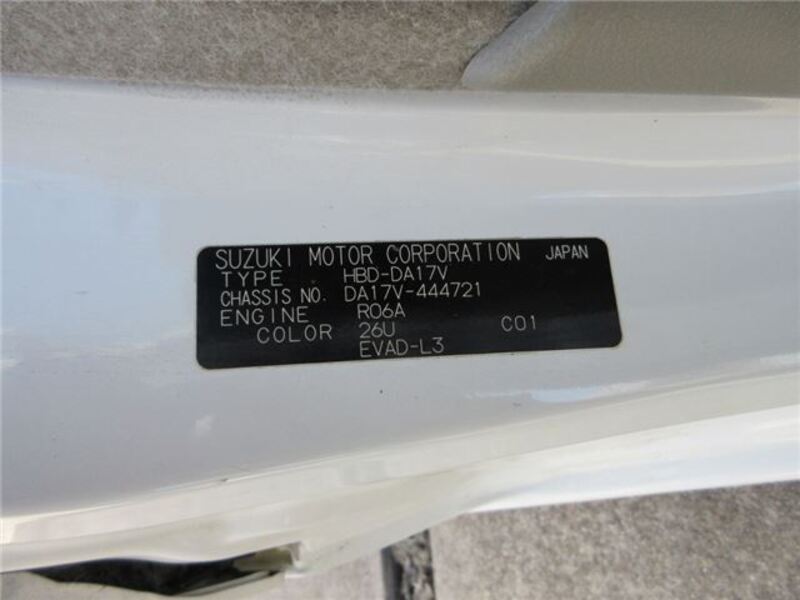 SUZUKI MOTOR CORPORATION JAPAN
TYPE HBD-DA17V
CHASSIS NO. DA17V-444721
ENGINE R06A
COLOR 26U C01
EVAD-L3